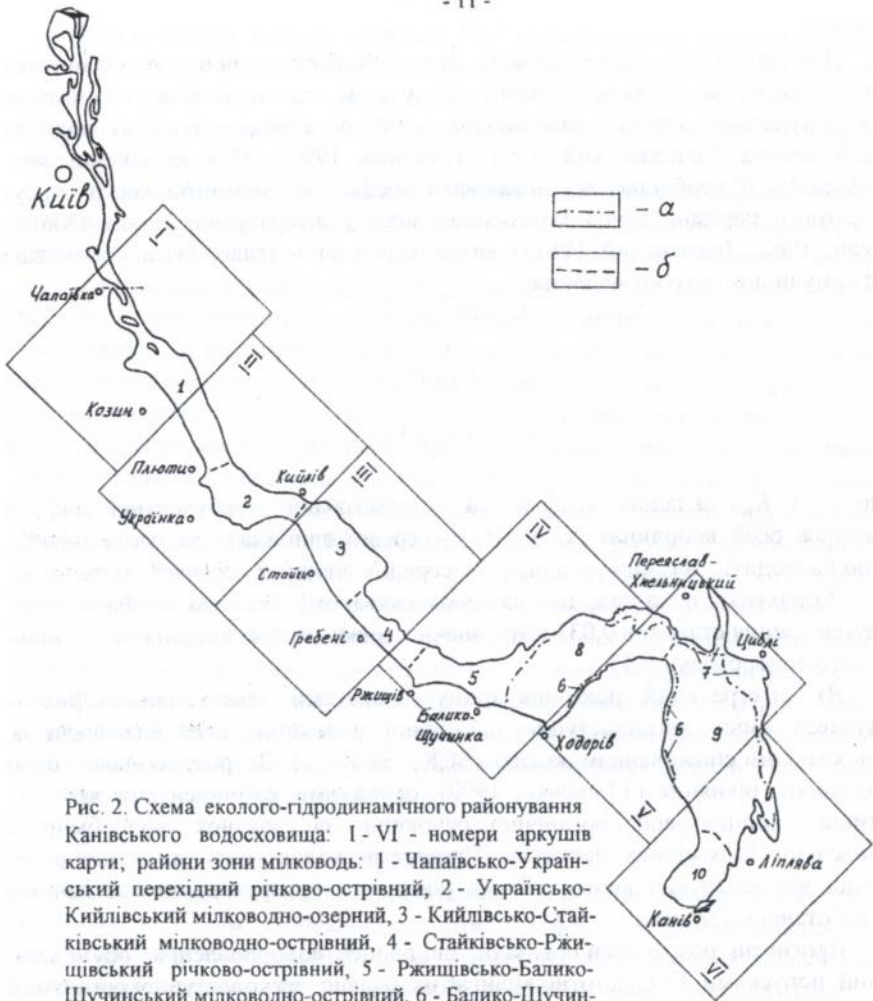 - 11 -
Київ
I
Чапаївка
II
1
Козин
Плюти
Кийлів
III
2
Українка
3
Стайки
IV
Переяслав-
Хмельницький
Гребені
4
8
Циблі
Ржищів
5
7
6
Балико-
Щучинка
Ходорів
6
9
V
10
Ліпляве
Канів
VI
а
- б
Рис. 2. Схема еколого-гідродинамічного районування
Канівського водосховища: I - VI - номери аркушів
карти; райони зони мілководь: 1 - Чапаївсько-Україн-
ський перехідний річково-острівний, 2 - Українсько-
Кийлівський мілководно-озерний, 3 - Кийлівсько-Стай-
ківський мілководно-острівний, 4 - Стайківсько-Ржи-
щівський річково-острівний, 5 - Ржищівсько-Балико-
Щучинський мілководно-острівний, 6 - Балико-Щучин-